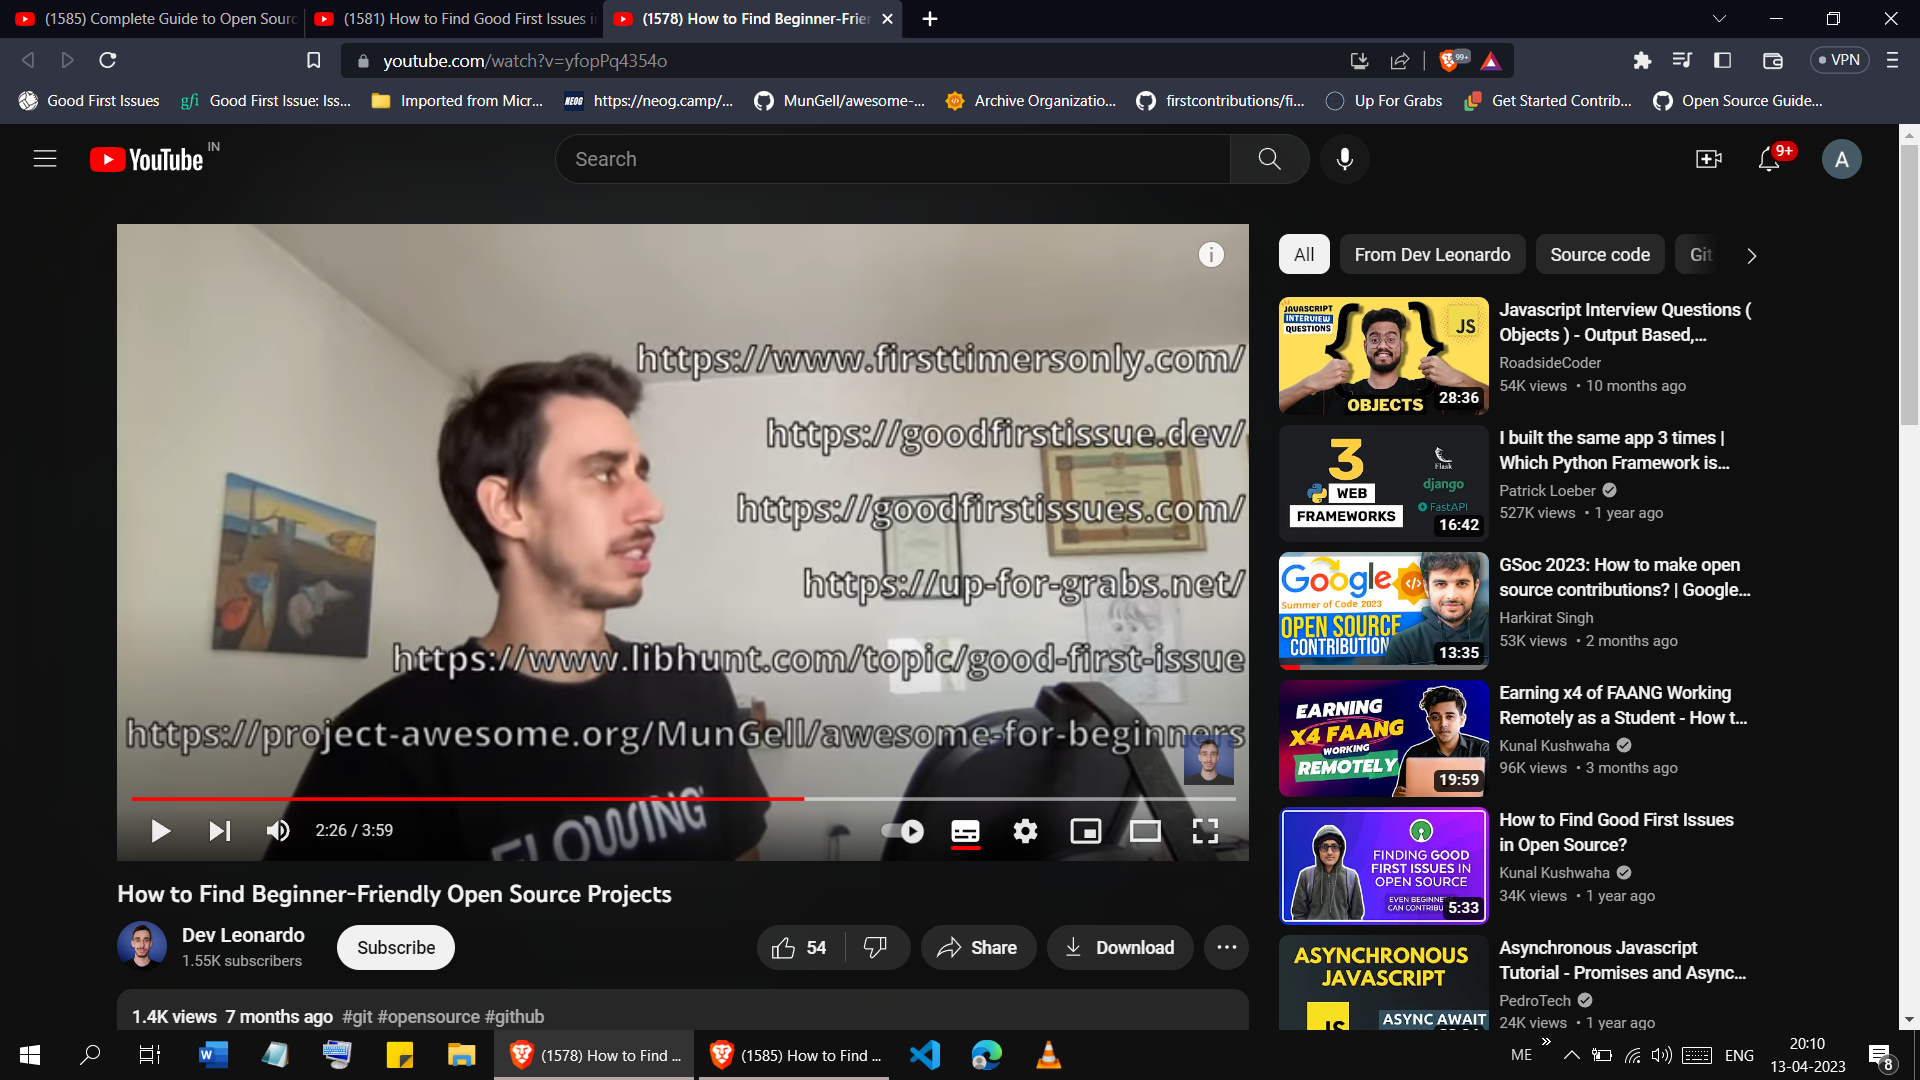 (1585) Complete Guide to Open Sourc
(1581) How to Find Good First Issues i
(1578) How to Find Beginner-Frien
youtube.com/watch?v=yfopPq4354o
99+
VPN
Good First Issues
gfi
Good First Issue: Iss...
Imported from Micr...
NEOG
https://neog.camp/...
MunGell/awesome-...
Archive Organizatio...
firstcontributions/fi...
Up For Grabs
Get Started Contrib...
Open Source Guide...
YouTube IN
Search
9+
A
https://www.firsttimersonly.com/
https://goodfirstissue.dev/
https://goodfirstissues.com/
https://up-for-grabs.net/
https://www.libhunt.com/topic/good-first-issue
https://project-awesome.org/MunGell/awesome-for-beginners
FLOWING
2:26 / 3:59
How to Find Beginner-Friendly Open Source Projects
Dev Leonardo
1.55K subscribers
Subscribe
54
Share
Download
1.4K views 7 months ago #git #opensource #github
All
From Dev Leonardo
Source code
Git
JAVASCRIPT
INTERVIEW
QUESTIONS
JS
OBJECTS
28:36
Javascript Interview Questions (
Objects ) - Output Based,...
RoadsideCoder
54K views • 10 months ago
3
WEB
FRAMEWORKS
Flask
django
FastAPI
16:42
I built the same app 3 times |
Which Python Framework is...
Patrick Loeber
527K views • 1 year ago
Google
Summer of Code 2023
OPEN SOURCE
CONTRIBUTION
13:35
GSoc 2023: How to make open
source contributions? | Google...
Harkirat Singh
53K views • 2 months ago
EARNING
X4 FAANG
WORKING
REMOTELY
19:59
Earning x4 of FAANG Working
Remotely as a Student - How t...
Kunal Kushwaha
96K views • 3 months ago
FINDING GOOD
FIRST ISSUES IN
OPEN SOURCE
EVEN BEGINNE
CAN CONTRIBU
5:33
How to Find Good First Issues
in Open Source?
Kunal Kushwaha
34K views • 1 year ago
ASYNCHRONOUS
JAVASCRIPT
JS
ASYNC AWAIT
Asynchronous Javascript
Tutorial - Promises and Async...
PedroTech
24K views • 1 year ago
(1578) How to Find ...
(1585) How to Find ...
ME
ENG
20:10
13-04-2023
8